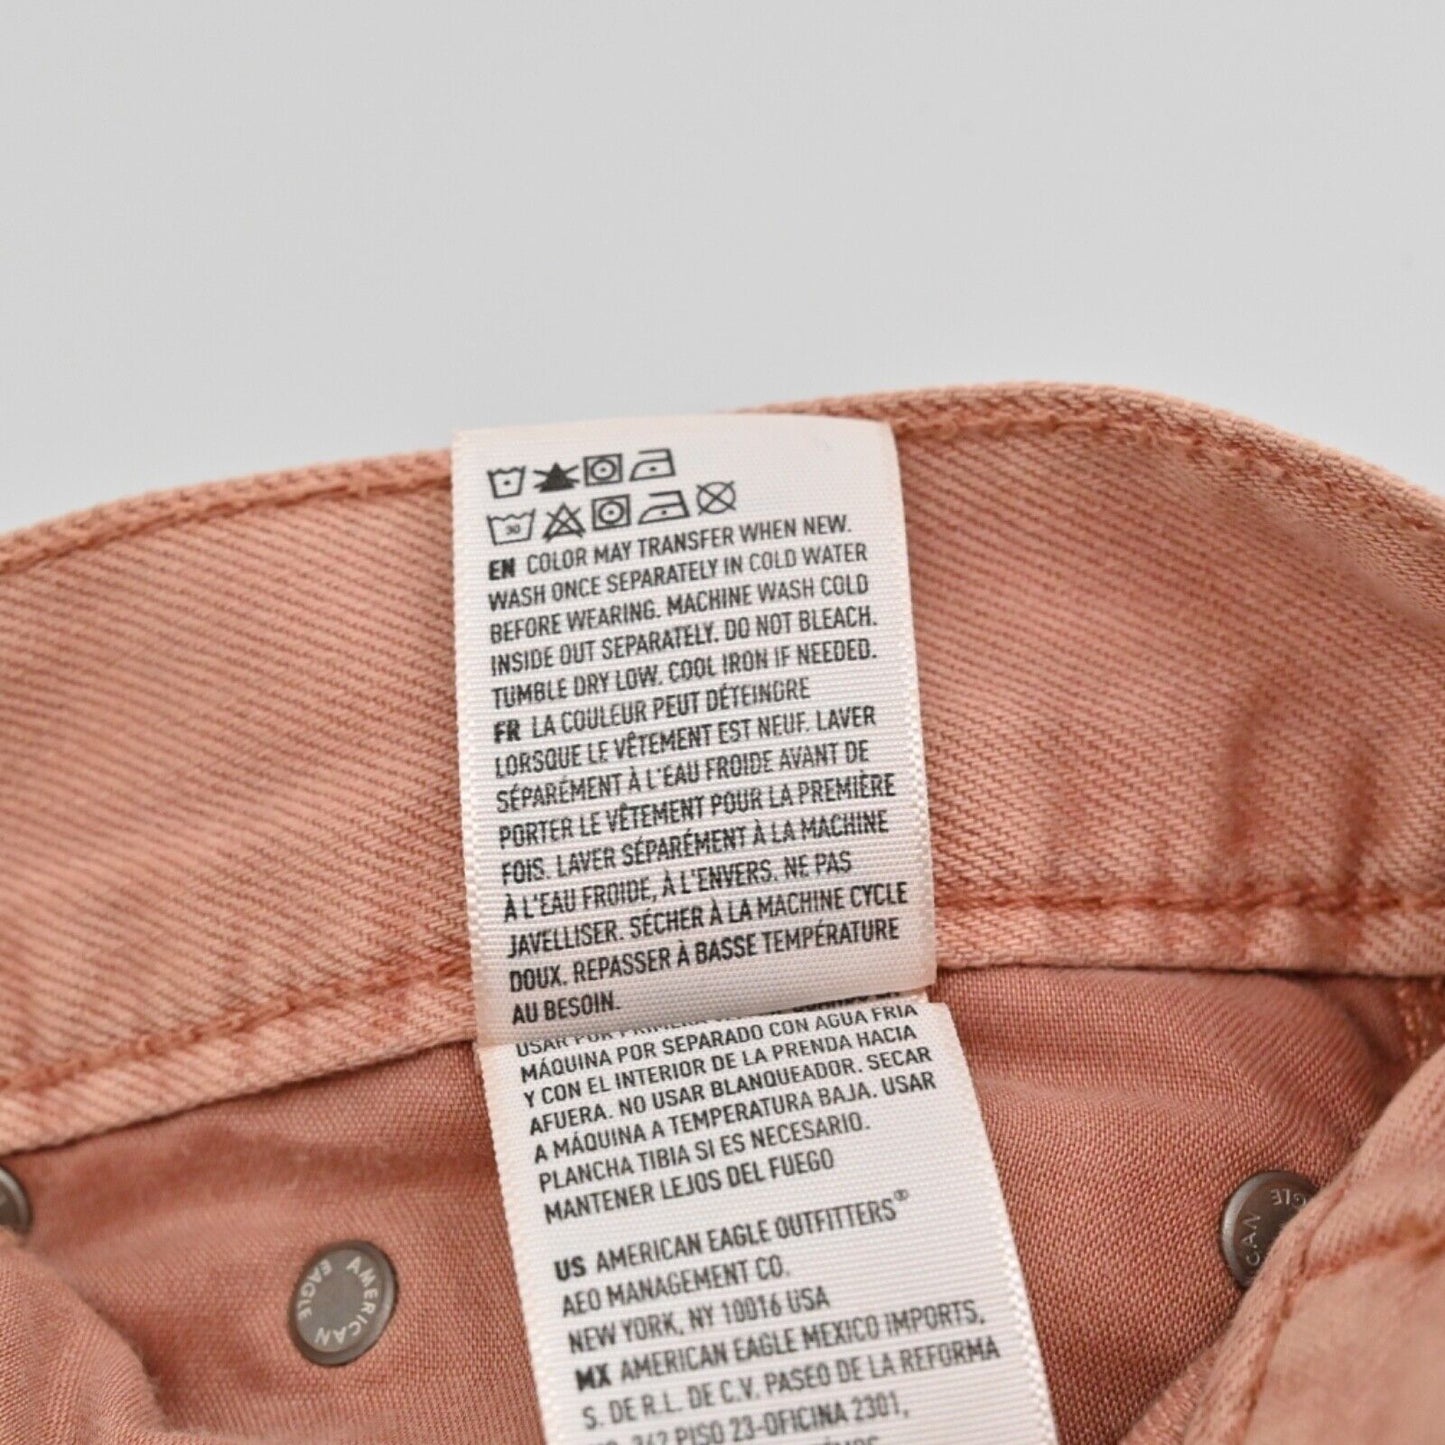 30
EN COLOR MAY TRANSFER WHEN NEW.
WASH ONCE SEPARATELY IN COLD WATER
BEFORE WEARING. MACHINE WASH COLD
INSIDE OUT SEPARATELY. DO NOT BLEACH.
TUMBLE DRY LOW. COOL IRON IF NEEDED.
FR LA COULEUR PEUT DÉTEINDRE
LORSQUE LE VÊTEMENT EST NEUF. LAVER
SÉPARÉMENT À L'EAU FROIDE AVANT DE
PORTER LE VÊTEMENT POUR LA PREMIÈRE
FOIS. LAVER SÉPARÉMENT À LA MACHINE
À L'EAU FROIDE, À L'ENVERS. NE PAS
JAVELLISER. SÉCHER À LA MACHINE CYCLE
DOUX. REPASSER À BASSE TEMPÉRATURE
AU BESOIN.
USAR POR PRIMERA
MÁQUINA POR SEPARADO CON AGUA FRIA
Y CON EL INTERIOR DE LA PRENDA HACIA
AFUERA. NO USAR BLANQUEADOR. SECAR
A MÁQUINA A TEMPERATURA BAJA. USAR
PLANCHA TIBIA SI ES NECESARIO.
MANTENER LEJOS DEL FUEGO
US AMERICAN EAGLE OUTFITTERS®
AEO MANAGEMENT CO.
NEW YORK, NY 10016 USA
MX AMERICAN EAGLE MEXICO IMPORTS,
S. DE R.L. DE C.V. PASEO DE LA REFORMA
PISO 23-OFICINA 2301,
AMERICAN
EAGLE